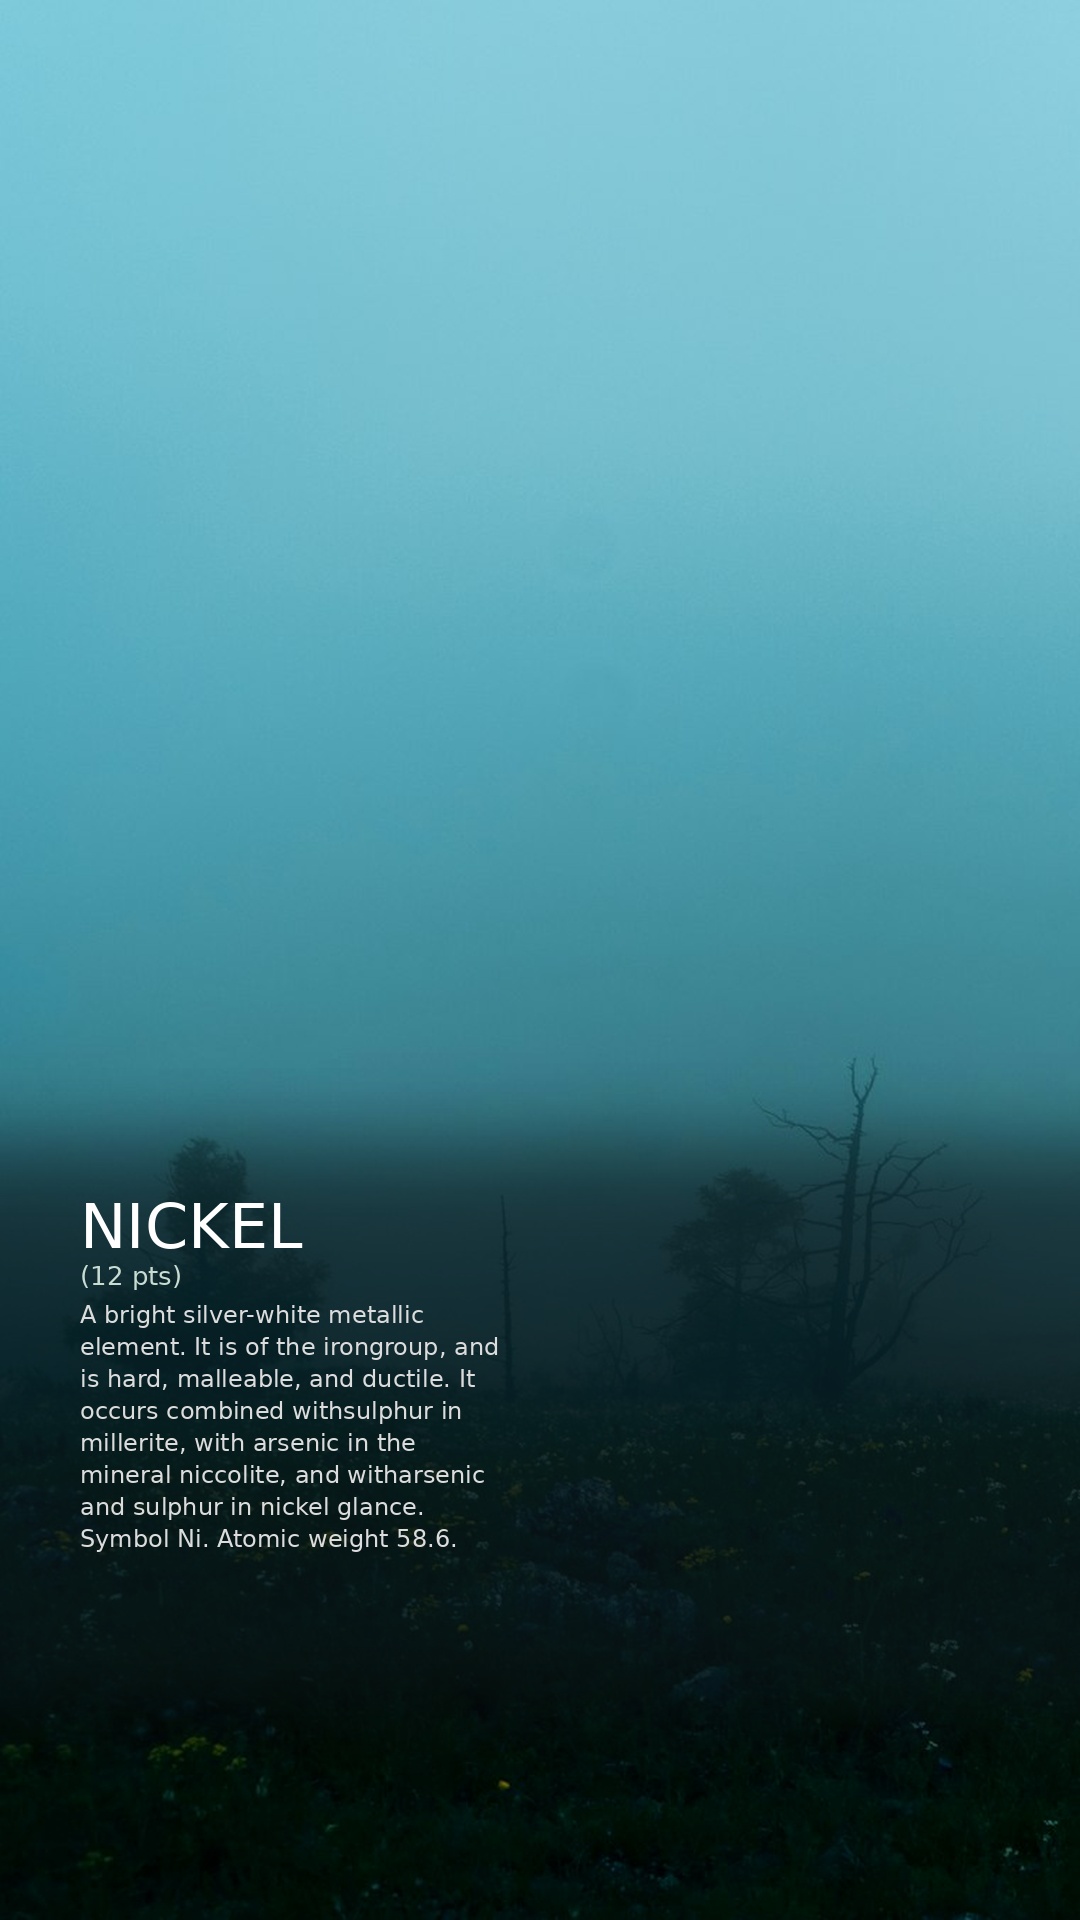 NICKEL
(12 pts)
A bright silver-white metallic
element. It is of the irongroup, and
is hard, malleable, and ductile. It
occurs combined withsulphur in
millerite, with arsenic in the
mineral niccolite, and witharsenic
and sulphur in nickel glance.
Symbol Ni. Atomic weight 58.6.